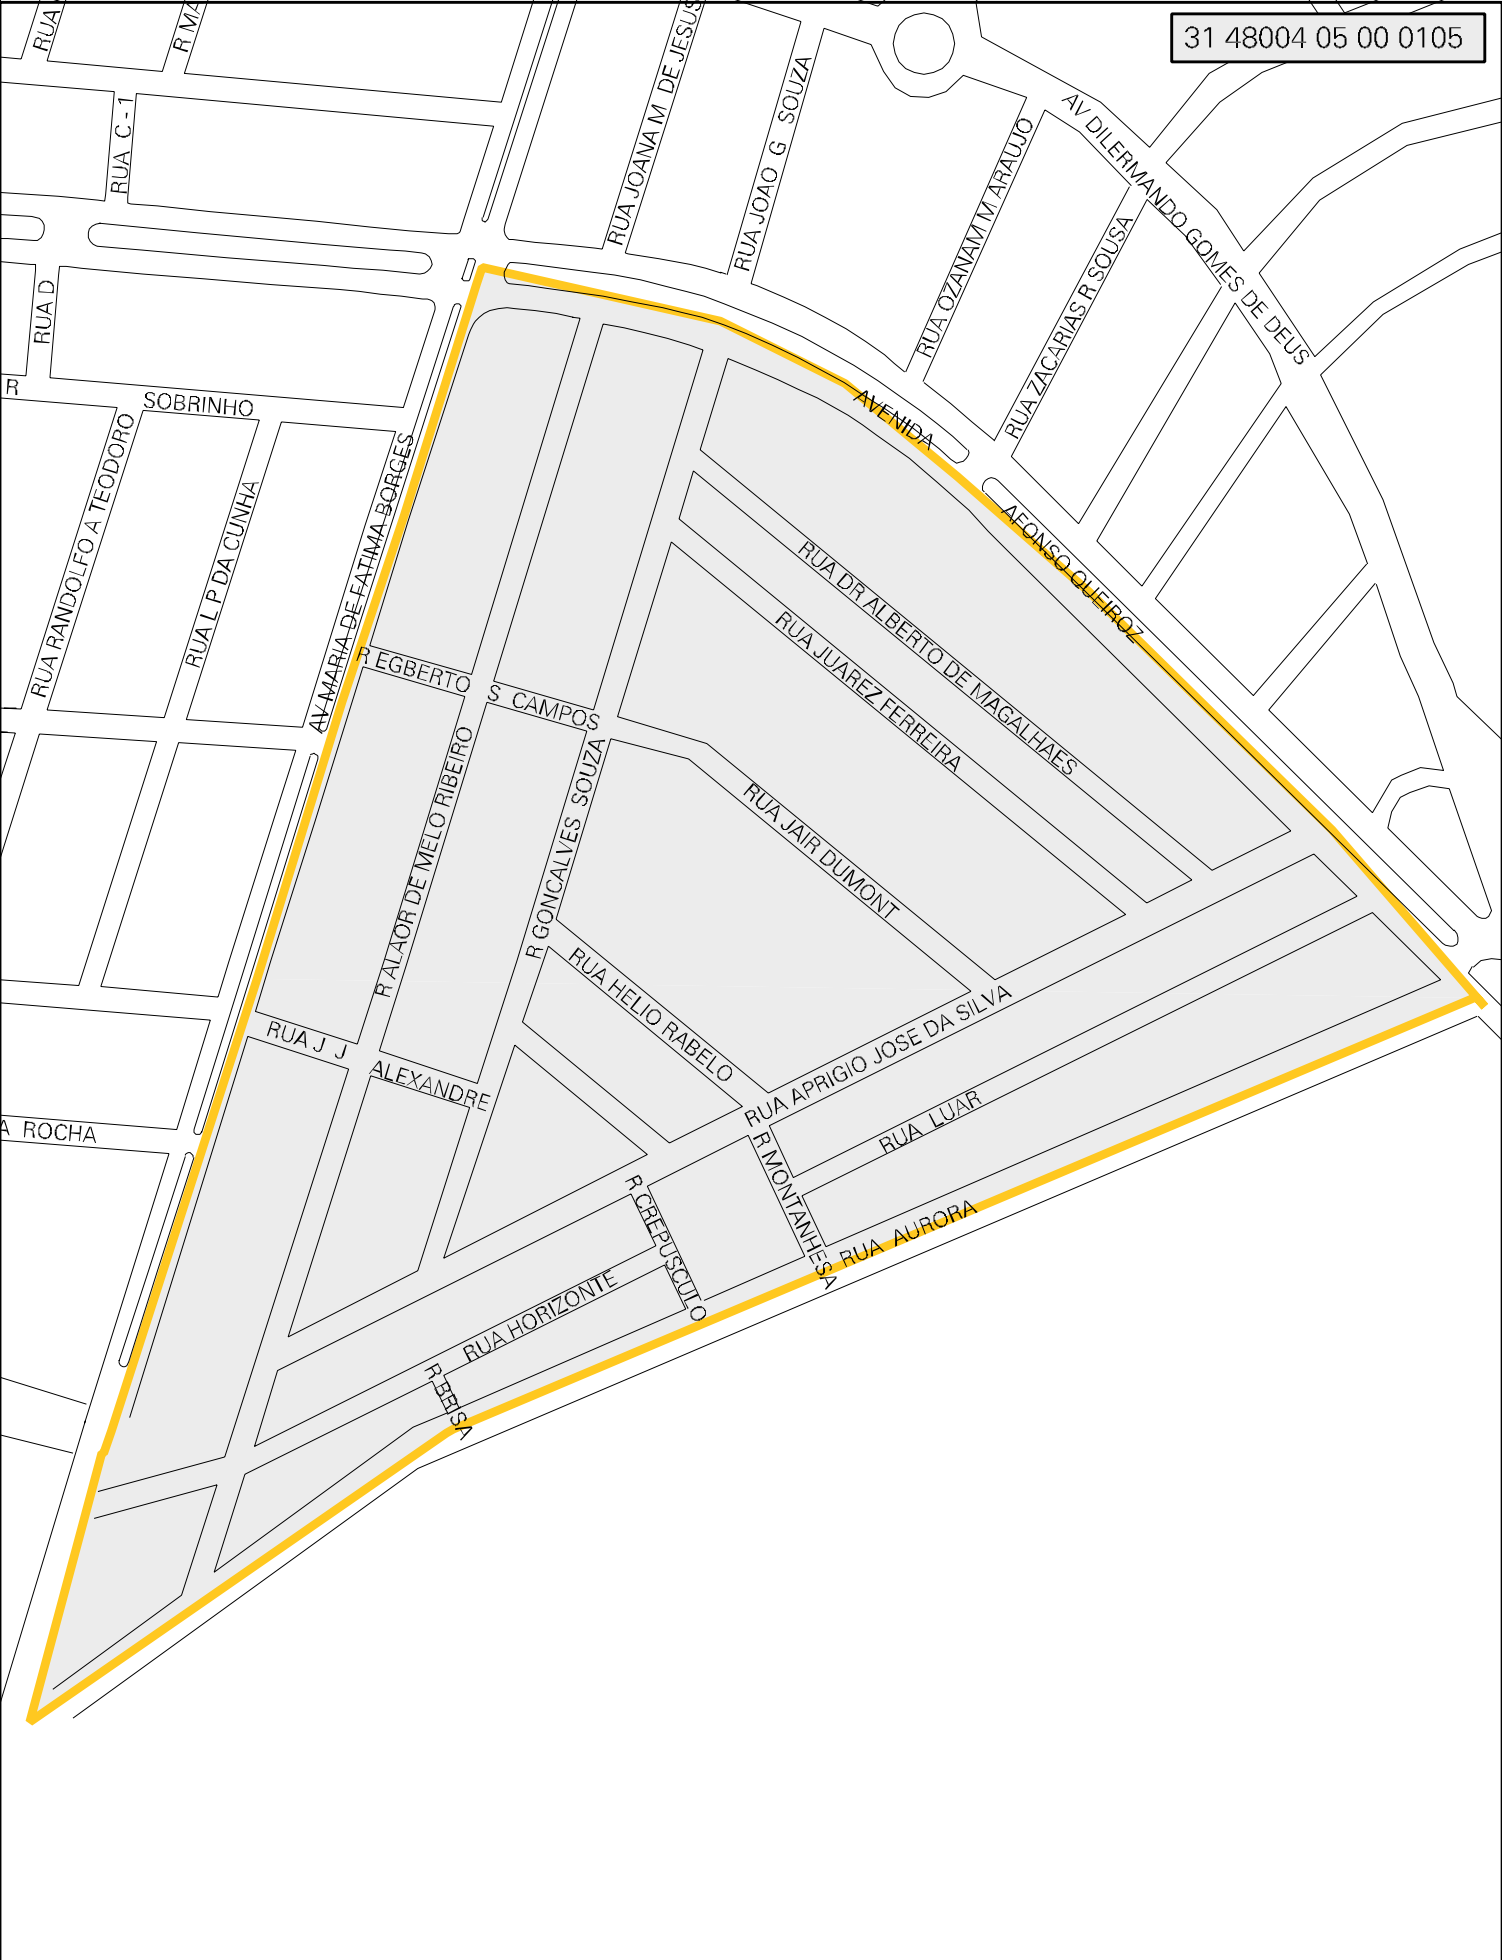 31 48004 05 00 0105
RUA
R MA
RUA C-1
RUA JOANA M DE JESUS
RUA JOAO G SOUZA
AV DILERMANDO GOMES DE DEUS
RUA OZANAM M ARAUJO
RUA ZACARIAS R SOUSA
RUA D
R
SOBRINHO
AVENIDA
AFONSO QUEIROZ
RUA RANDOLFO A TEODORO
RUA L P DA CUNHA
AV MARIA DE FATIMA BORGES
RUA DR ALBERTO DE MAGALHAES
RUA JUAREZ FERREIRA
R EGBERTO S CAMPOS
R ALAOR DE MELO RIBEIRO
R GONCALVES SOUZA
RUA JAIR DUMONT
RUA HELIO RABELO
RUA APRIGIO JOSE DA SILVA
RUA J J ALEXANDRE
A ROCHA
RUA LUAR
R MONTANHESA
R CREPUSCULO
RUA AURORA
RUA HORIZONTE
R BRISA